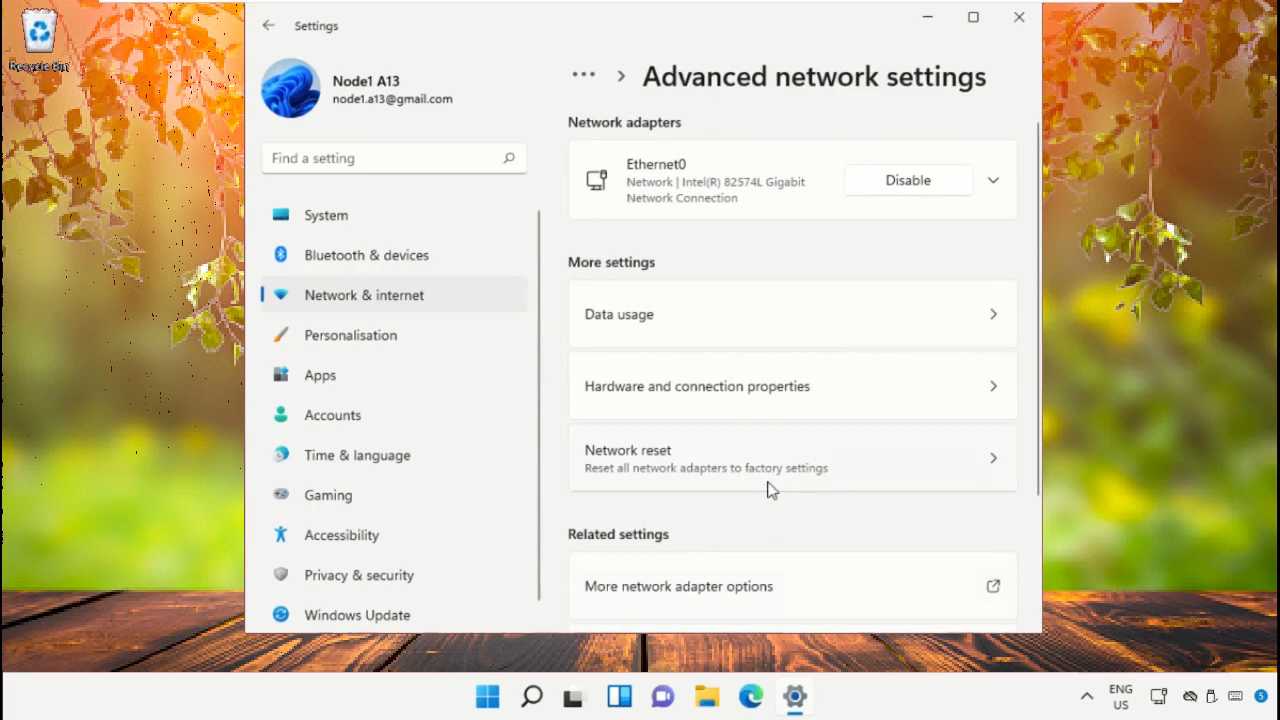 Recycle Bin
Settings
Node1 A13
node1.a13@gmail.com
Find a setting
System
Bluetooth & devices
Network & internet
Personalisation
Apps
Accounts
Time & language
Gaming
Accessibility
Privacy & security
Windows Update
Advanced network settings
Network adapters
Ethernet0
Network | Intel(R) 82574L Gigabit
Network Connection
Disable
More settings
Data usage
Hardware and connection properties
Network reset
Reset all network adapters to factory settings
Related settings
More network adapter options
ENG
US
5